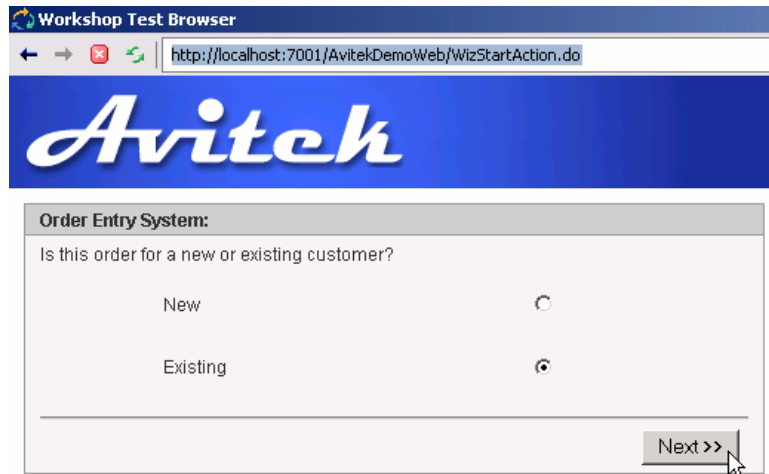 Workshop Test Browser
http://localhost:7001/AvitekDemoWeb/WizStartAction.do
Avitek
Order Entry System:
Is this order for a new or existing customer?
New
Existing
Next >>